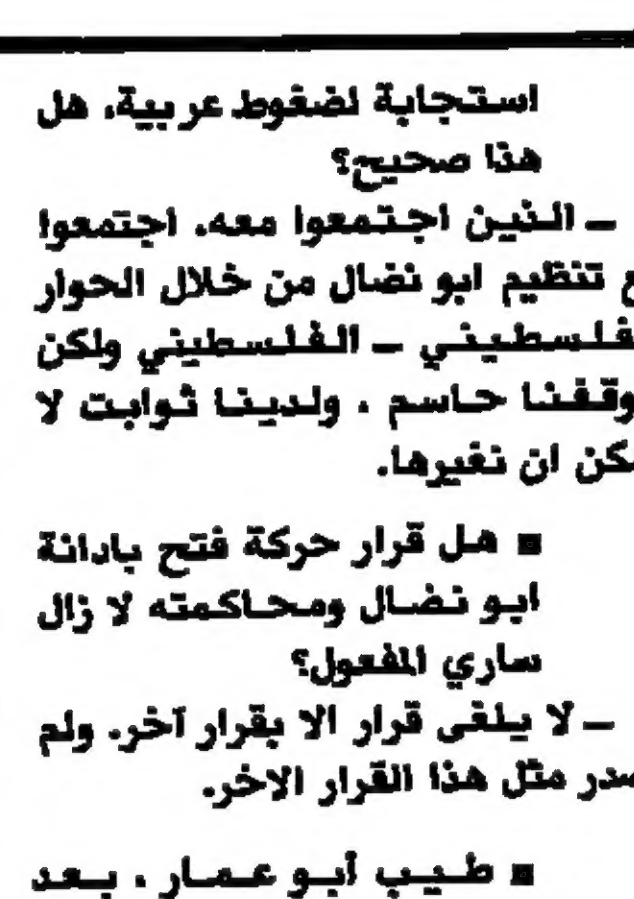 استجابة لضغوط عربية، هل
هذا صحيح؟
ـ الذين اجتمعوا معه، اجتمعوا
ع تنظيم ابو نضال من خلال الحوار
فلسطيني ـ الفلسطيني ولكن
وقفنا حاسم ، ولدينا ثوابت لا
مكن ان نغيرها.
■ هل قرار حركة فتح بادانة
ابو نضال ومحاكمته لا زال
ساري المفعول؟
ـ لا يلغى قرار الا بقرار آخر. ولم
صدر مثل هذا القرار الاخر.
■ طيب أبو عمار ، بعد